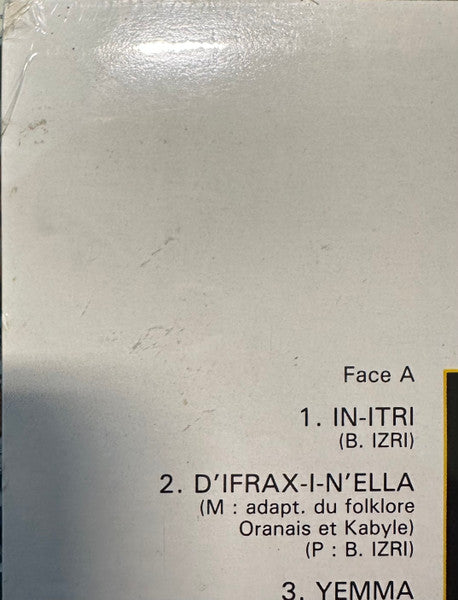 Face A
1. IN-ITRI
(B. IZRI)
2. D'IFRAX-I-N'ELLA
(M : adapt. du folklore
Oranais et Kabyle)
(P : B. IZRI)
3. YEMMA